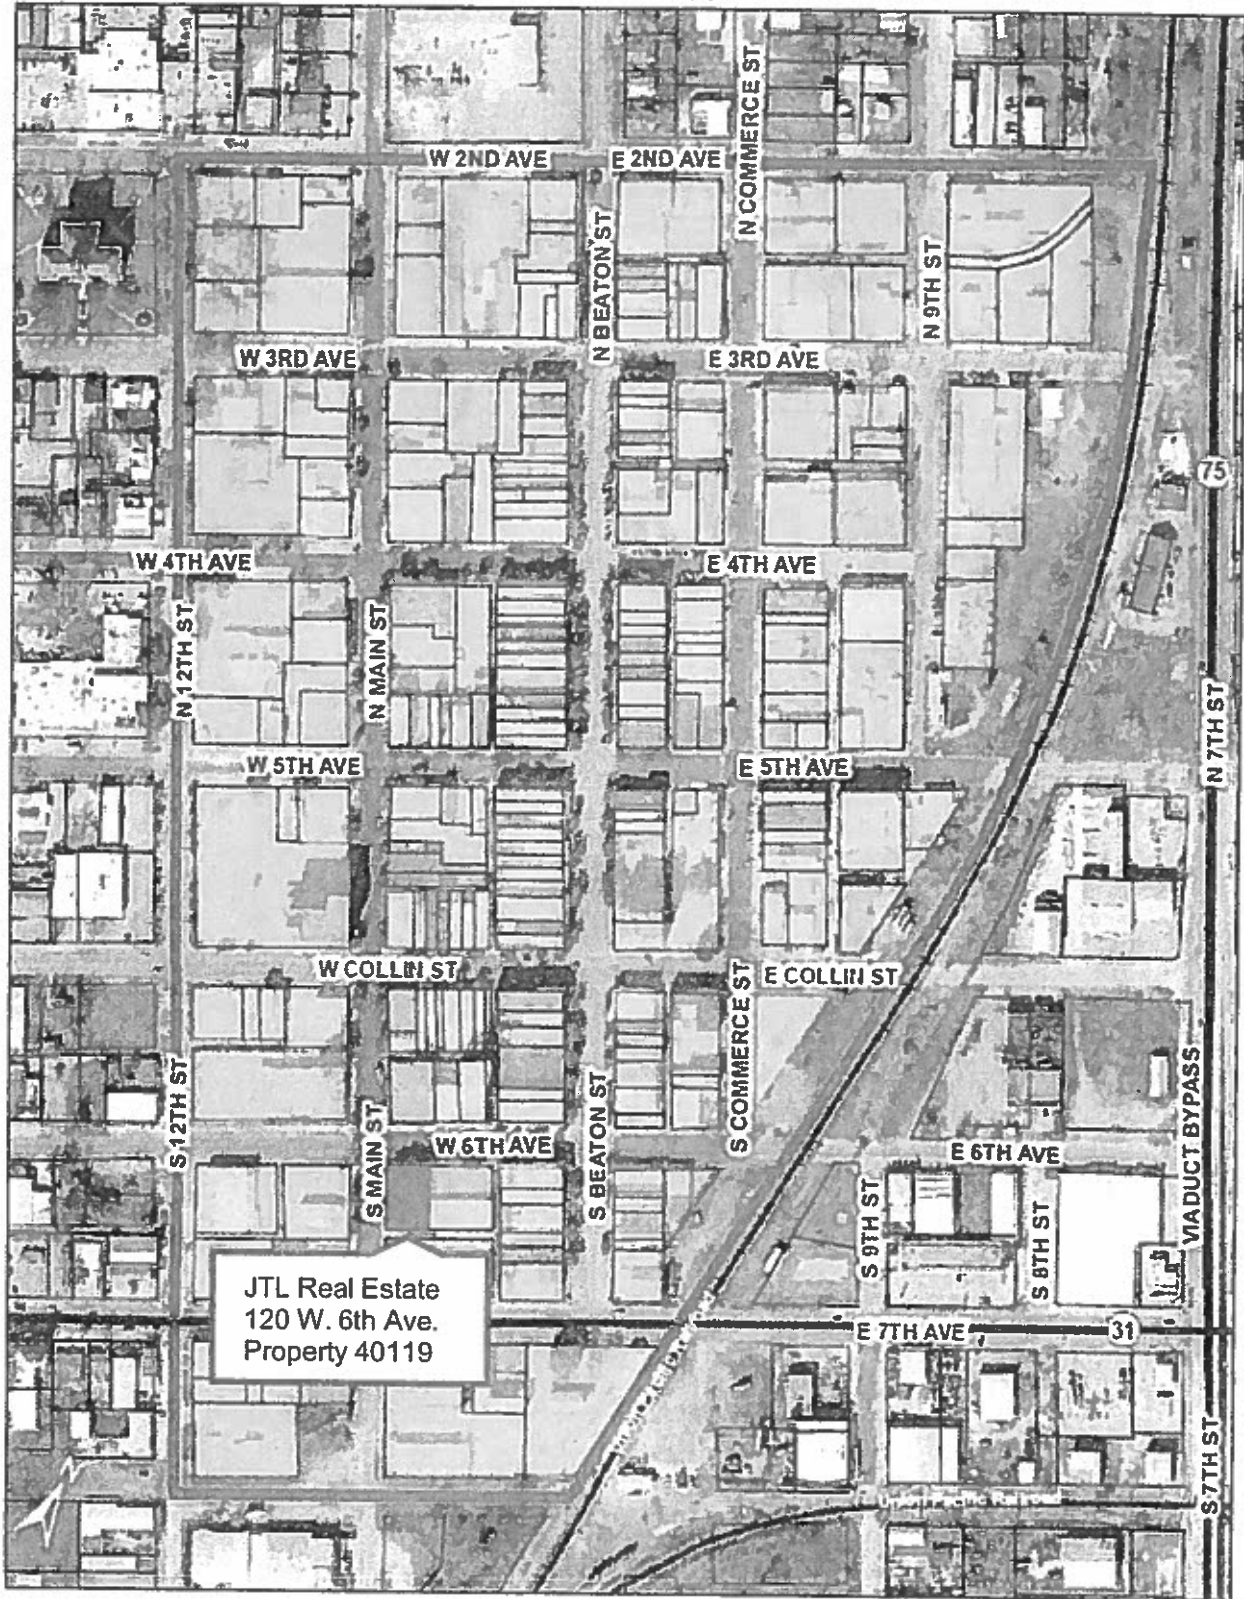 W 2ND AVE
E 2ND AVE
N COMMERCE ST
N BEATON ST
N 9TH ST
W 3RD AVE
E 3RD AVE
75
W 4TH AVE
E 4TH AVE
N 12TH ST
N MAIN ST
N 7TH ST
W 5TH AVE
E 5TH AVE
W COLLIN ST
E COLLIN ST
S COMMERCE ST
S 12TH ST
S MAIN ST
W 6TH AVE
S BEATON ST
E 6TH AVE
VIADUCT BYPASS
S 9TH ST
S 8TH ST
JTL Real Estate
120 W. 6th Ave.
Property 40119
E 7TH AVE
31
S 7TH ST
Union Pacific Railroad